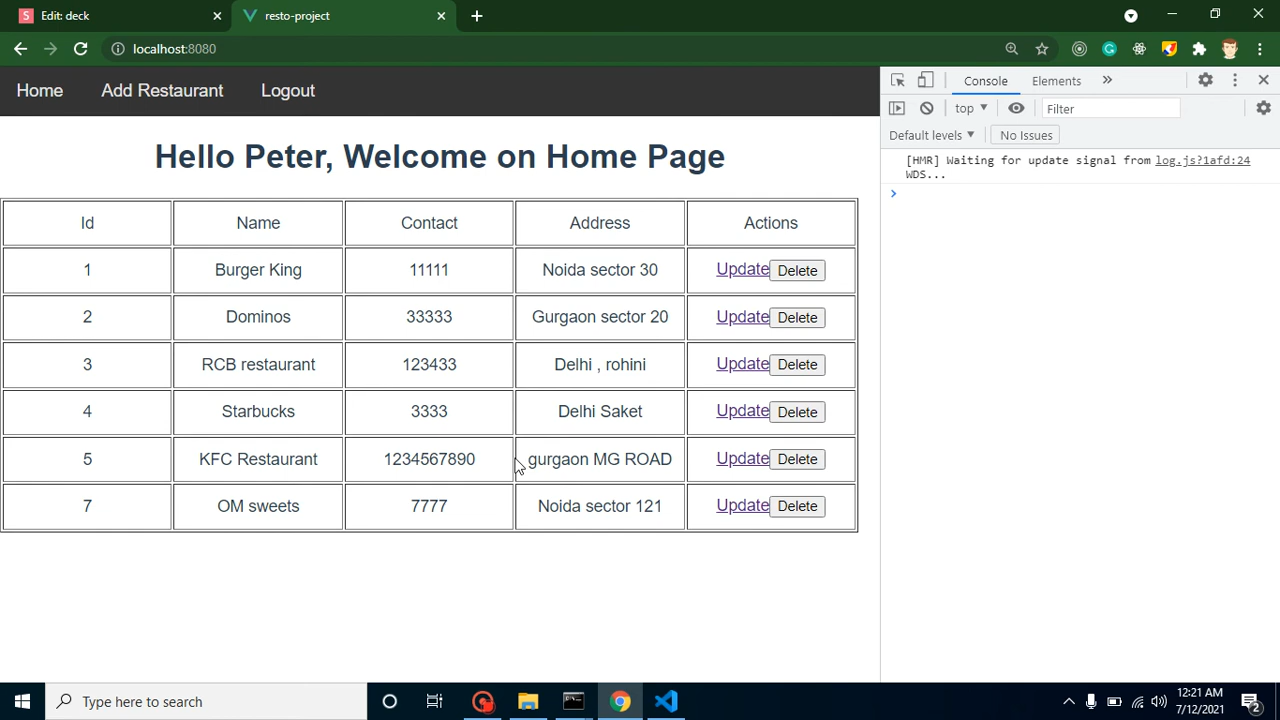 Edit: deck
resto-project
localhost:8080
Home Add Restaurant Logout
Hello Peter, Welcome on Home Page
Id Name Contact Address Actions
1 Burger King 11111 Noida sector 30 Update Delete
2 Dominos 33333 Gurgaon sector 20 Update Delete
3 RCB restaurant 123433 Delhi , rohini Update Delete
4 Starbucks 3333 Delhi Saket Update Delete
5 KFC Restaurant 1234567890 gurgaon MG ROAD Update Delete
7 OM sweets 7777 Noida sector 121 Update Delete
Console Elements
top Filter
Default levels No Issues
[HMR] Waiting for update signal from log.js?1afd:24
WDS...
Type here to search
12:21 AM
7/12/2021
2